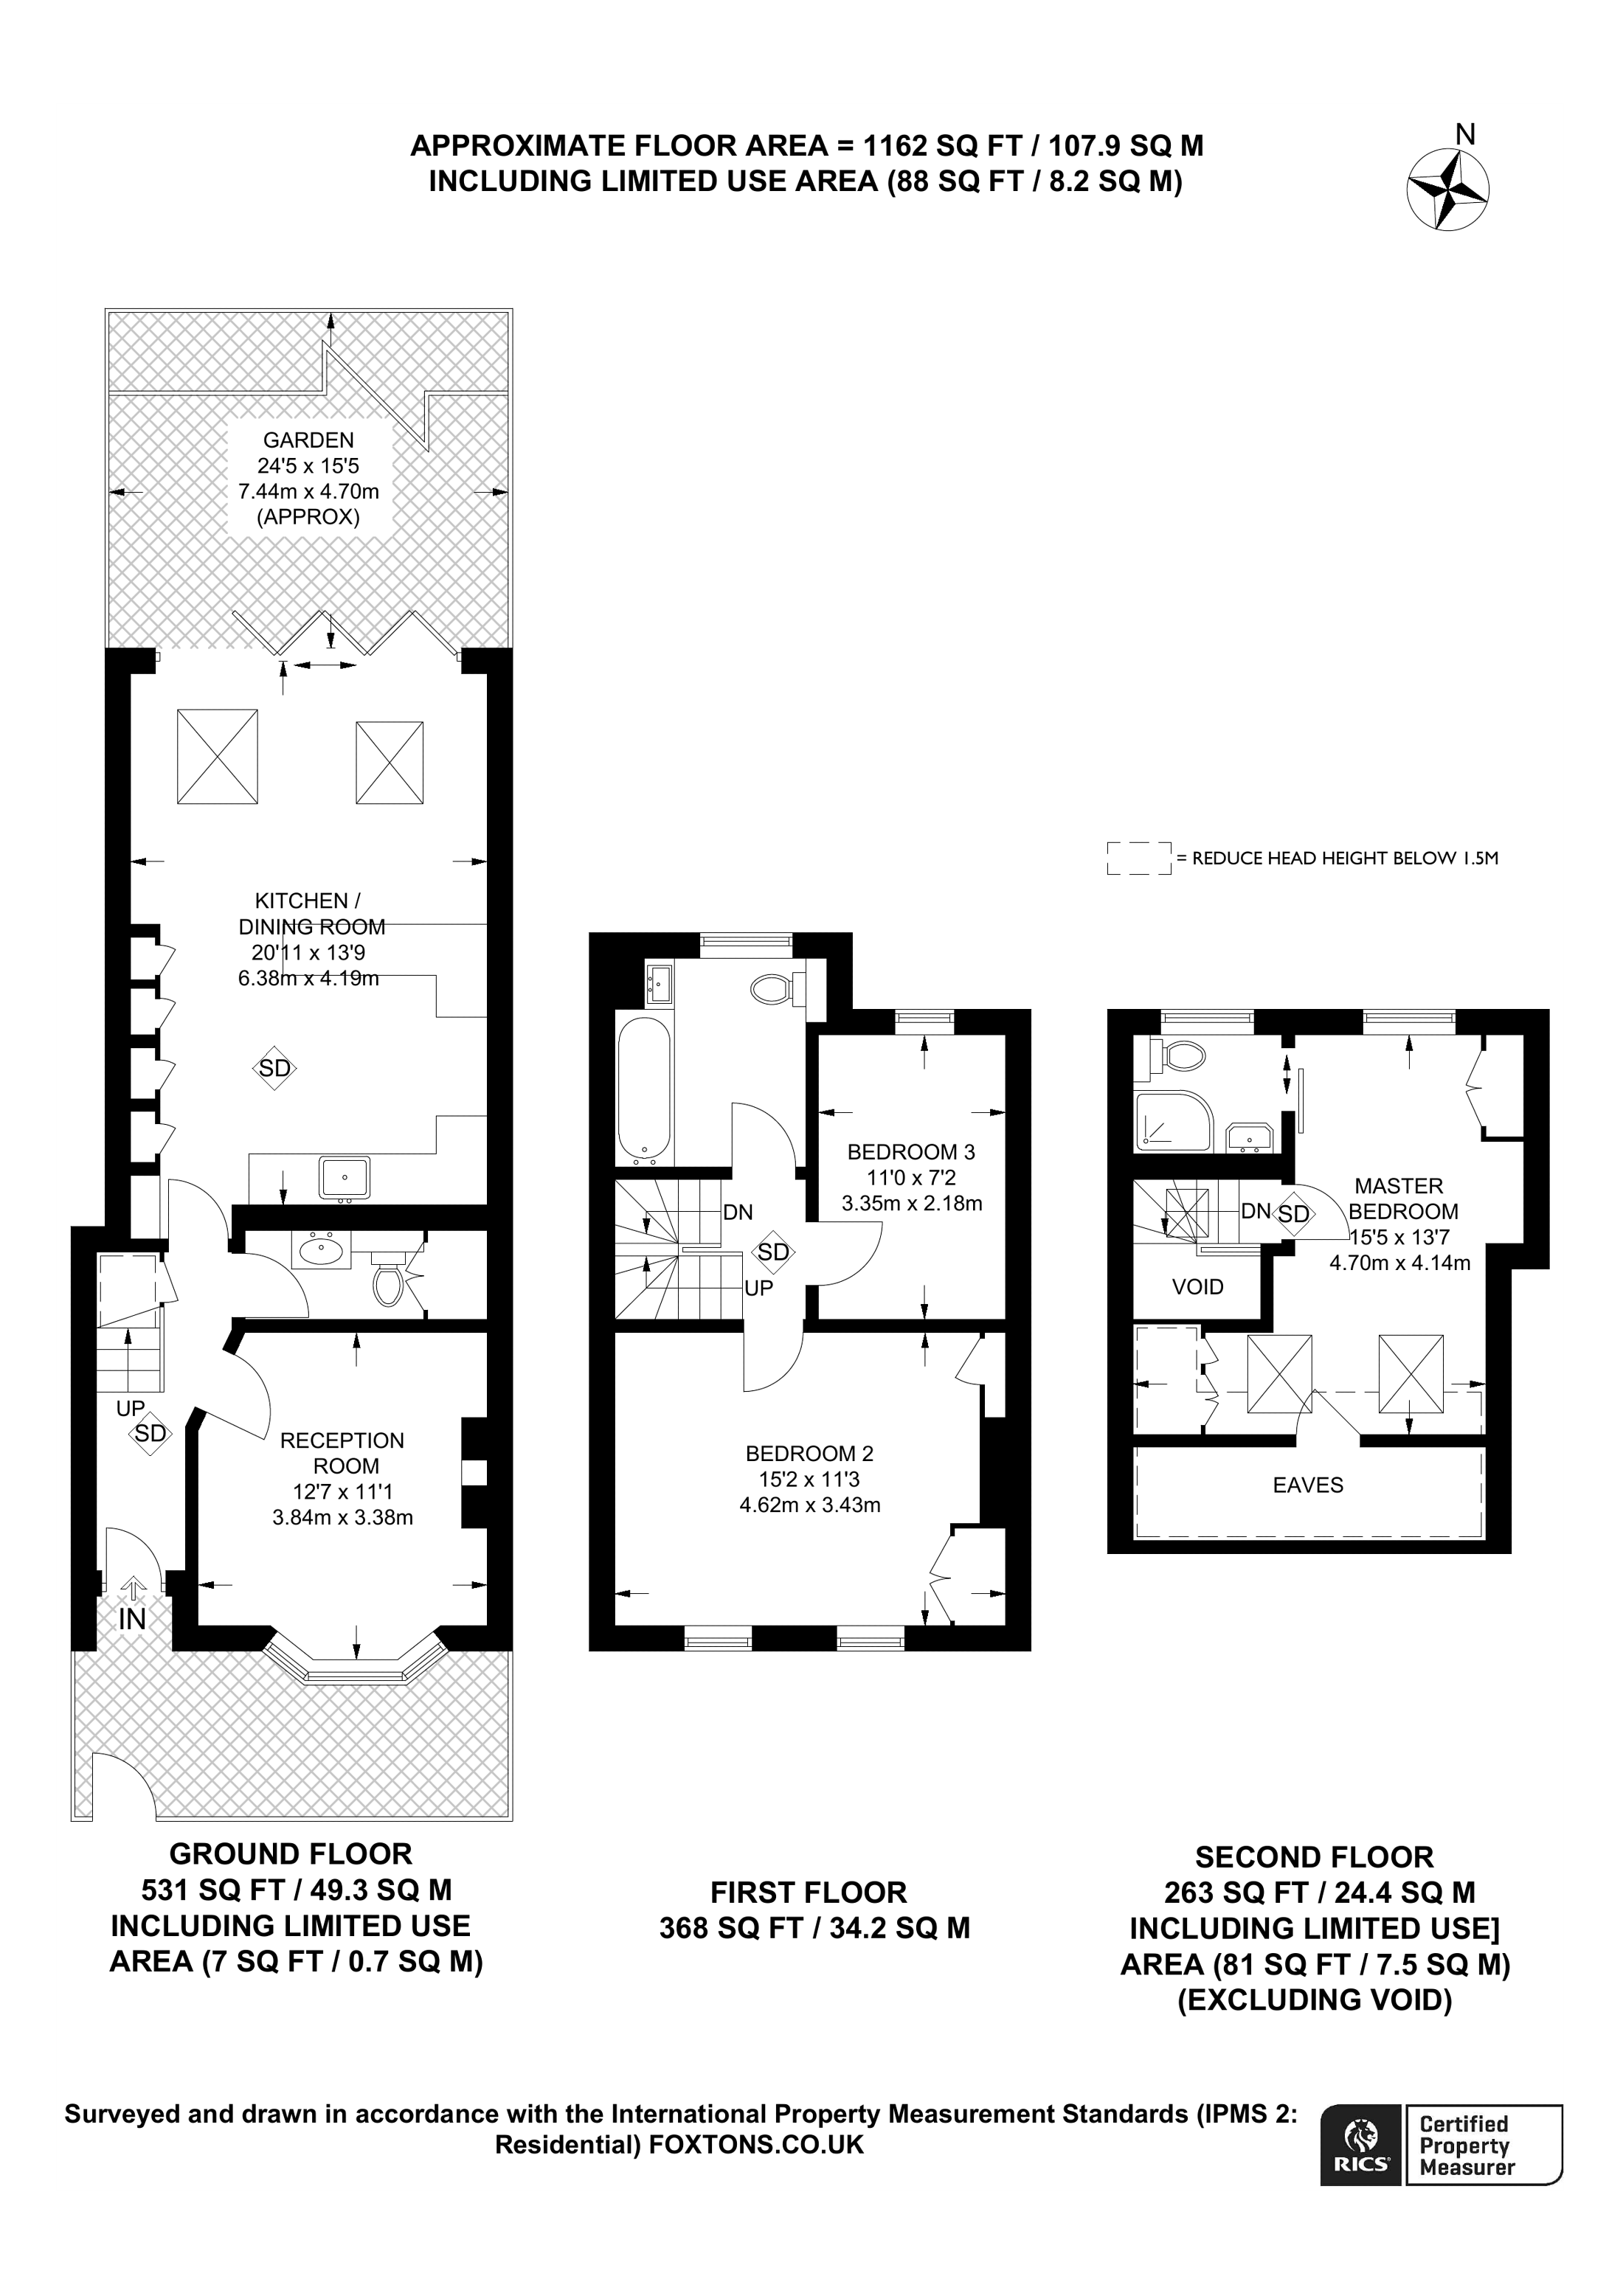 APPROXIMATE FLOOR AREA = 1162 SQ FT / 107.9 SQ M
INCLUDING LIMITED USE AREA (88 SQ FT / 8.2 SQ M)
N
GARDEN
24'5 x 15'5
7.44m x 4.70m
(APPROX)
KITCHEN /
DINING ROOM
20'11 x 13'9
6.38m x 4.19m
SD
UP
SD
RECEPTION
ROOM
12'7 x 11'1
3.84m x 3.38m
IN
GROUND FLOOR
531 SQ FT / 49.3 SQ M
INCLUDING LIMITED USE
AREA (7 SQ FT / 0.7 SQ M)
BEDROOM 3
11'0 x 7'2
3.35m x 2.18m
DN
SD
UP
BEDROOM 2
15'2 x 11'3
4.62m x 3.43m
FIRST FLOOR
368 SQ FT / 34.2 SQ M
= REDUCE HEAD HEIGHT BELOW 1.5M
MASTER
BEDROOM
15'5 x 13'7
4.70m x 4.14m
DN
SD
VOID
EAVES
SECOND FLOOR
263 SQ FT / 24.4 SQ M
INCLUDING LIMITED USE]
AREA (81 SQ FT / 7.5 SQ M)
(EXCLUDING VOID)
Surveyed and drawn in accordance with the International Property Measurement Standards (IPMS 2:
Residential) FOXTONS.CO.UK
RICS
Certified
Property
Measurer